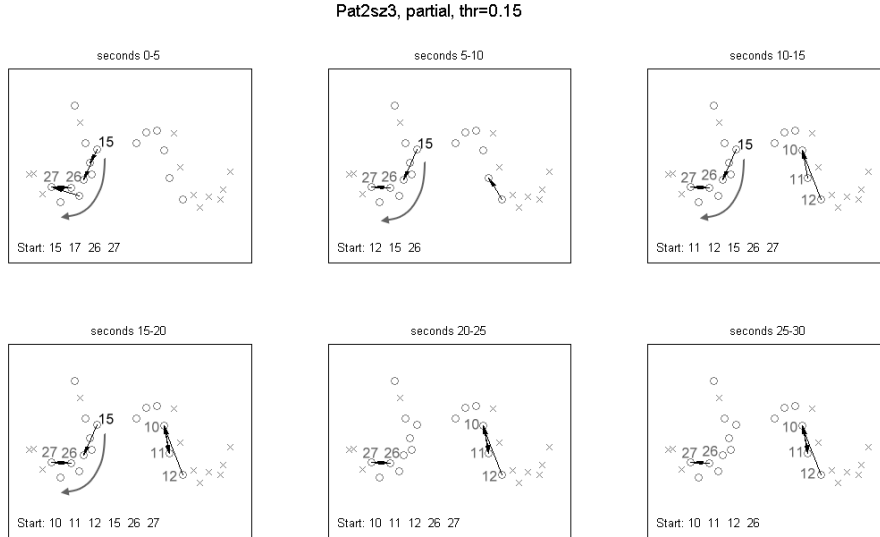 Pat2sz3, partial, thr=0.15
seconds 0-5
15
27 26
Start: 15 17 26 27
seconds 5-10
15
27 26
Start: 12 15 26
seconds 10-15
15
10
27 26
11
12
Start: 11 12 15 26 27
seconds 15-20
15
10
27 26
11
12
Start: 10 11 12 15 26 27
seconds 20-25
10
27 26
11
12
Start: 10 11 12 26 27
seconds 25-30
10
27 26
11
12
Start: 10 11 12 26